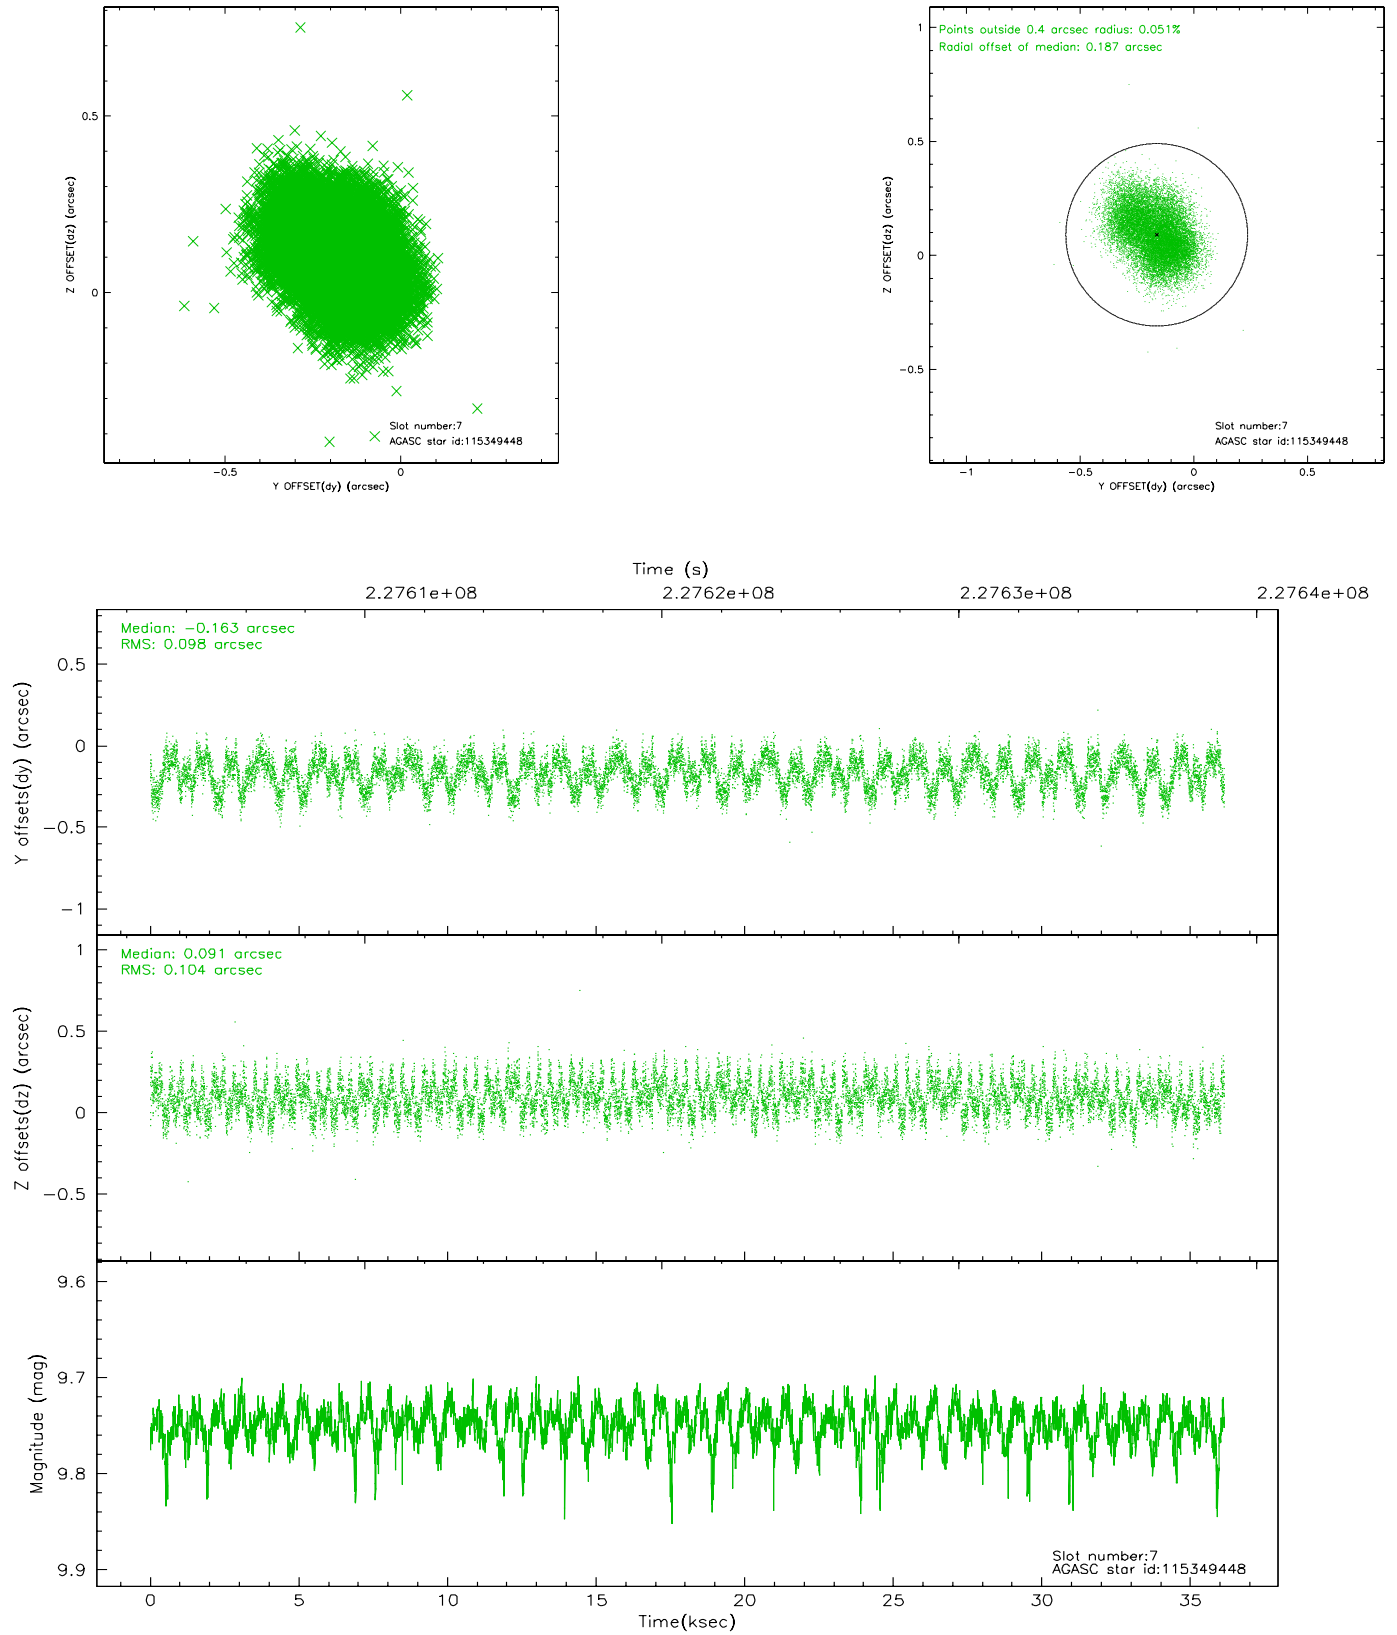 0.5
0
-0.5
0
Z OFFSET(dz) (arcsec)
Y OFFSET(dy) (arcsec)
Slot number:7
AGASC star id:115349448
Points outside 0.4 arcsec radius: 0.051%
Radial offset of median: 0.187 arcsec
1
0.5
0
-0.5
-1
-0.5
0
0.5
Z OFFSET(dz) (arcsec)
Y OFFSET(dy) (arcsec)
Slot number:7
AGASC star id:115349448
Time (s)
2.2761e+08
2.2762e+08
2.2763e+08
2.2764e+08
Median: -0.163 arcsec
RMS: 0.098 arcsec
0.5
0
-0.5
-1
Y offsets(dy) (arcsec)
Median: 0.091 arcsec
RMS: 0.104 arcsec
1
0.5
0
-0.5
Z offsets(dz) (arcsec)
9.6
9.7
9.8
9.9
Magnitude (mag)
Slot number:7
AGASC star id:115349448
0
5
10
15
20
25
30
35
Time(ksec)